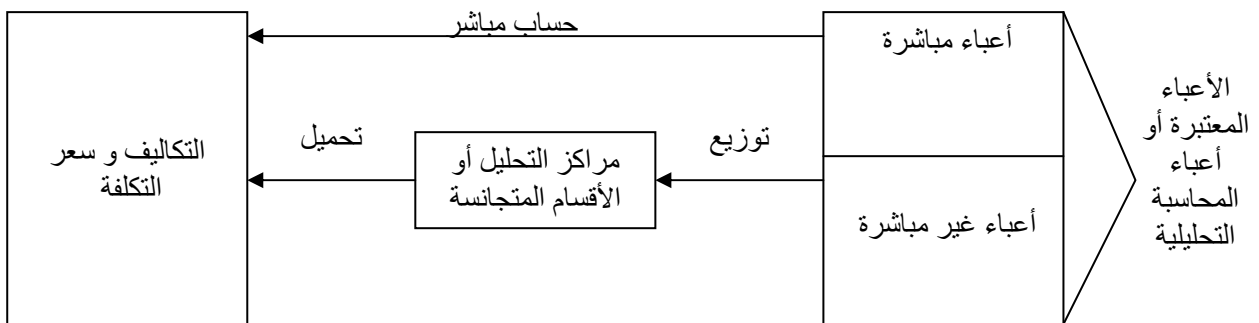 الأعباء
المعتبرة أو
أعباء
المحاسبة
التحليلية
أعباء مباشرة
أعباء غير مباشرة
حساب مباشر
توزيع
مراكز التحليل أو
الأقسام المتجانسة
تحميل
التكاليف و سعر
التكلفة